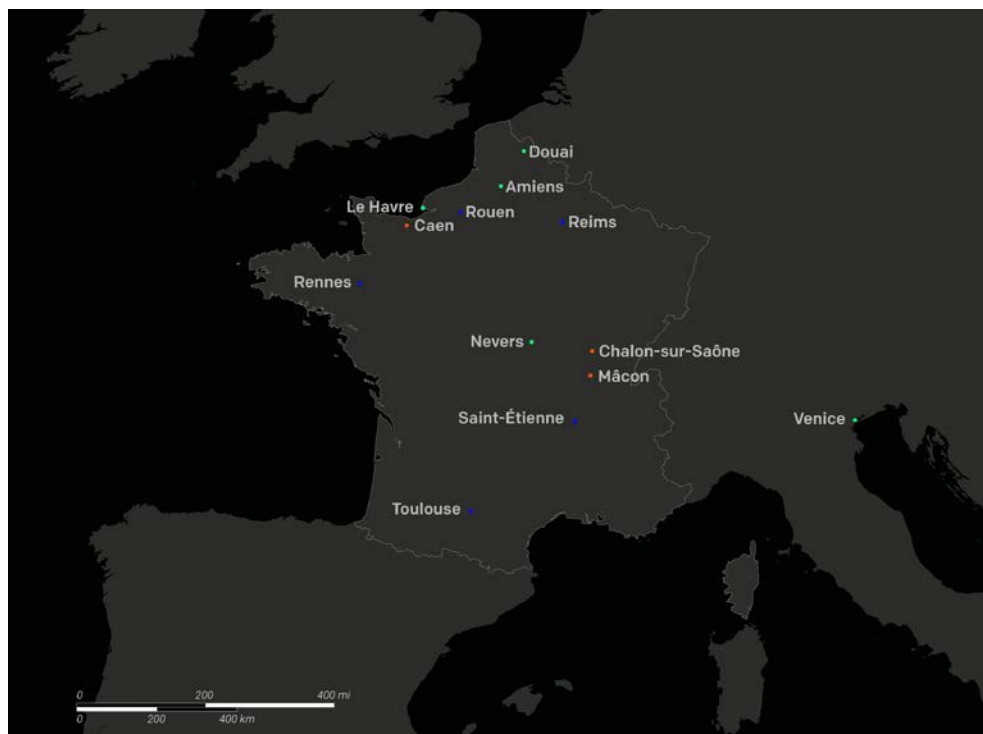 Douai
Amiens
Le Havre
Rouen
Caen
Reims
Rennes
Nevers
Chalon-sur-Saône
Mâcon
Saint-Étienne
Venice
Toulouse
0 200 400 mi
0 200 400 km